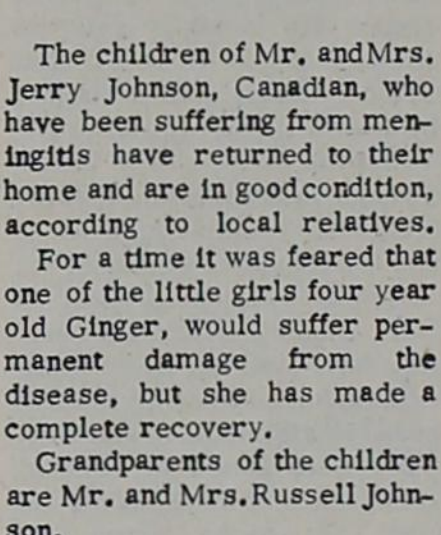 The children of Mr. and Mrs.
Jerry Johnson, Canadian, who
have been suffering from men-
ingitis have returned to their
home and are in good condition,
according to local relatives.
For a time it was feared that
one of the little girls four year
old Ginger, would suffer per-
manent damage from the
disease, but she has made a
complete recovery.
Grandparents of the children
are Mr. and Mrs. Russell John-
son.